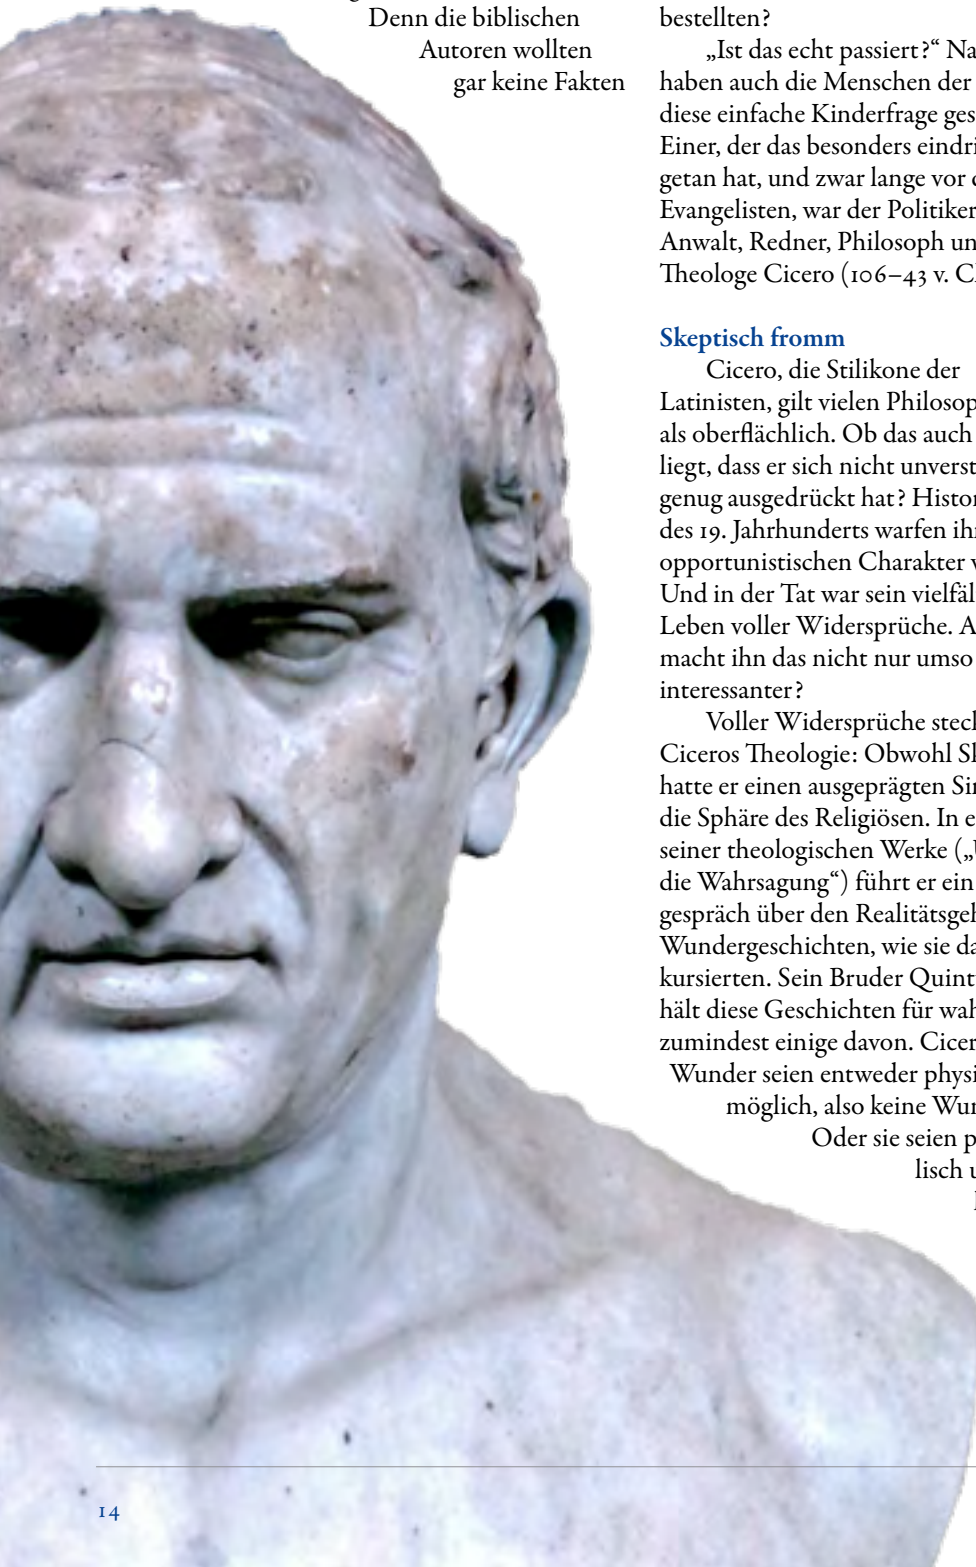 Denn die biblischen
Autoren wollten
gar keine Fakten
bestellten?
„Ist das echt passiert?“
haben auch die Menschen der
diese einfache Kinderfrage
Einer, der das besonders
getan hat, und zwar lange vor
Evangelisten, war der Politiker
Anwalt, Redner, Philosoph
Theologe Cicero (106–43 v.
Skeptisch fromm
Cicero, die Stilikone der
Latinisten, gilt vielen
als oberflächlich. Ob das auch
liegt, dass er sich nicht
genug ausgedrückt hat?
des 19. Jahrhunderts warfen
opportunistischen Charakter
Und in der Tat war sein
Leben voller Widersprüche.
macht ihn das nicht nur umso
interessanter?
Voller Widersprüche
Ciceros Theologie: Obwohl
hatte er einen ausgeprägten
die Sphäre des Religiösen. In
seiner theologischen Werke
die Wahrsagung“) führt er ein
gespräch über den
Wundergeschichten, wie sie
kursierten. Sein Bruder
hält diese Geschichten für
zumindest einige davon.
Wunder seien entweder
möglich, also keine
Oder sie seien
lisch
14